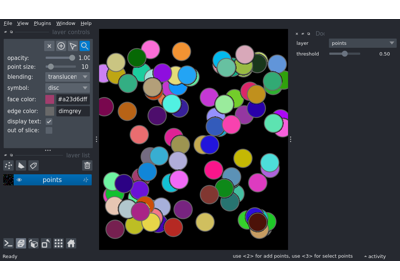 File View Plugins Window Help
layer controls
opacity: 1.00
point size: 10
blending: translucen
symbol: disc
face color: #a23d6dff
edge color: dimgrey
display text:
out of slice:
layer list
points
layer points
threshold 0.50
Ready use <2> for add points, use <3> for select points activity